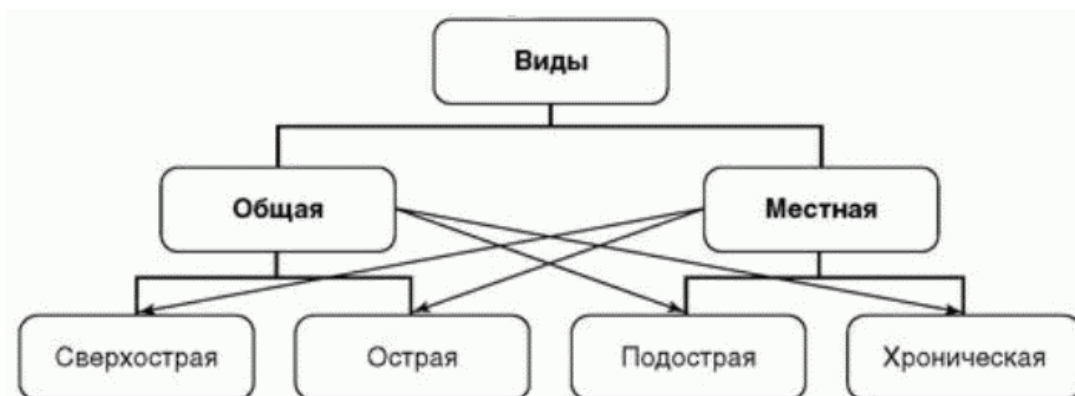 Виды
Общая
Местная
Сверхострая
Острая
Подострая
Хроническая